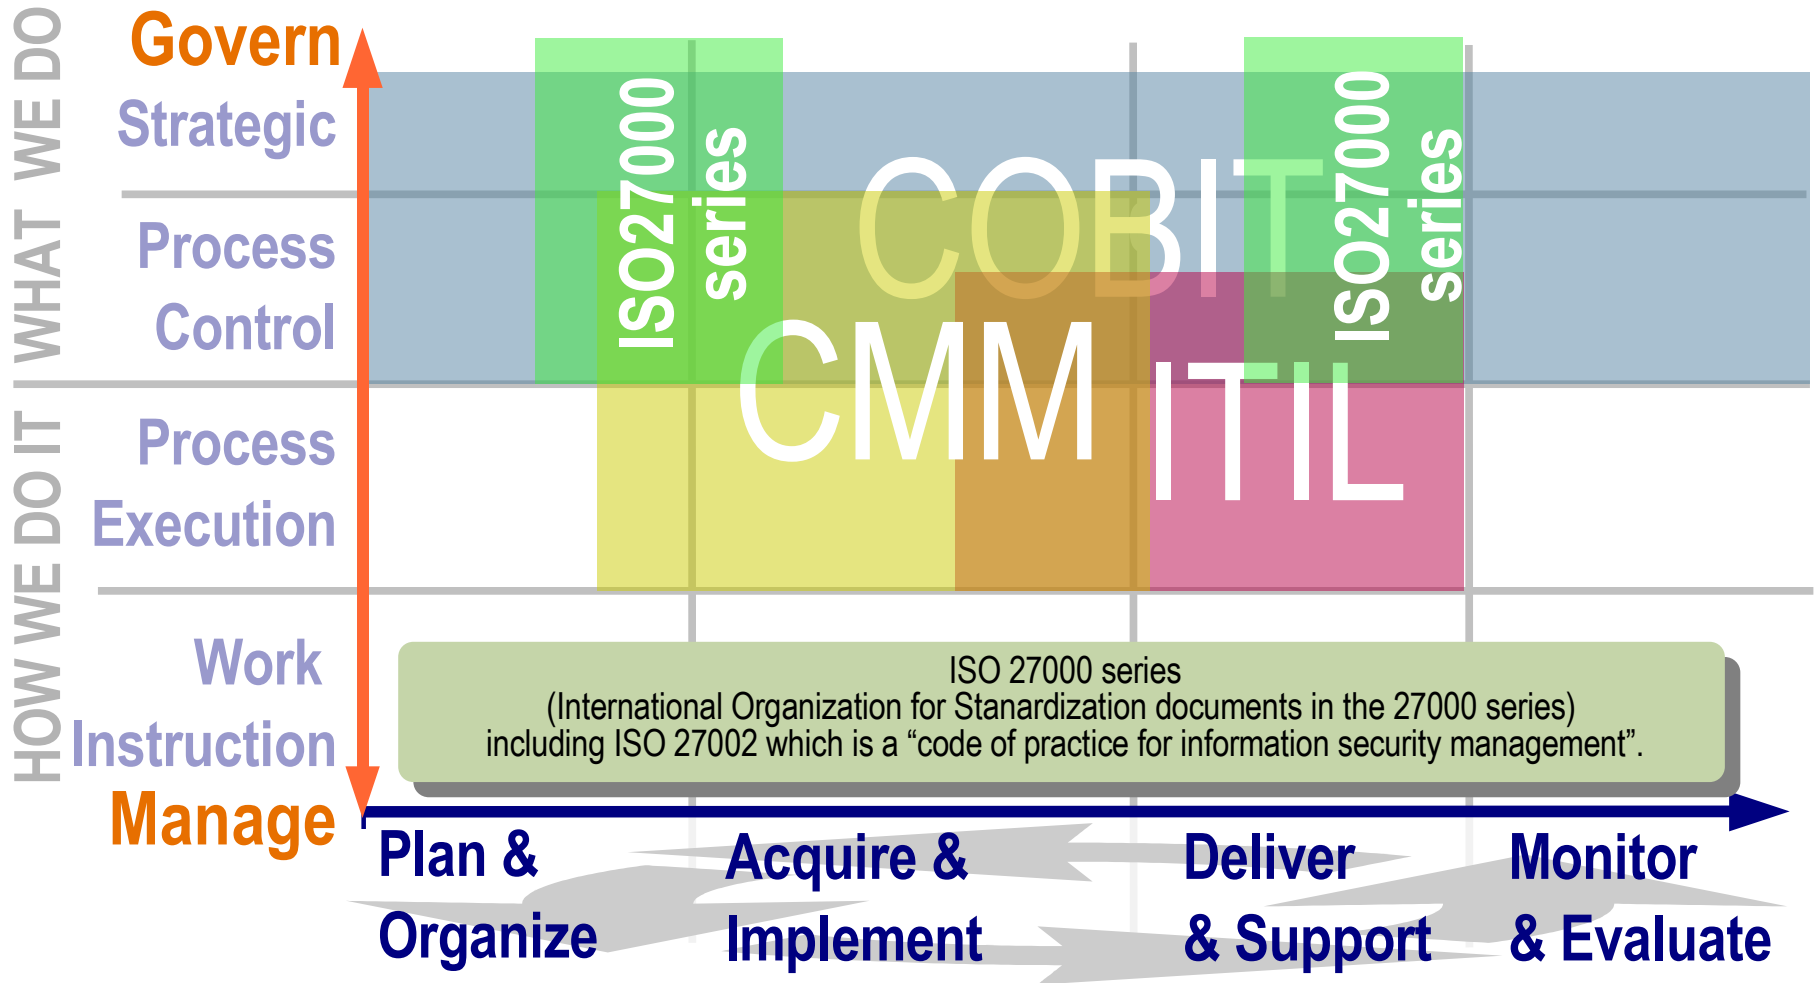 WHAT WE DO
HOW WE DO IT
Govern
Strategic
Process
Control
Process
Execution
Work
Instruction
Manage
ISO27000
series
COBIT
ISO27000
series
CMM
ITIL
ISO 27000 series
(International Organization for Stanardization documents in the 27000 series)
including ISO 27002 which is a “code of practice for information security management”.
Plan &
Organize
Acquire &
Implement
Deliver
& Support
Monitor
& Evaluate